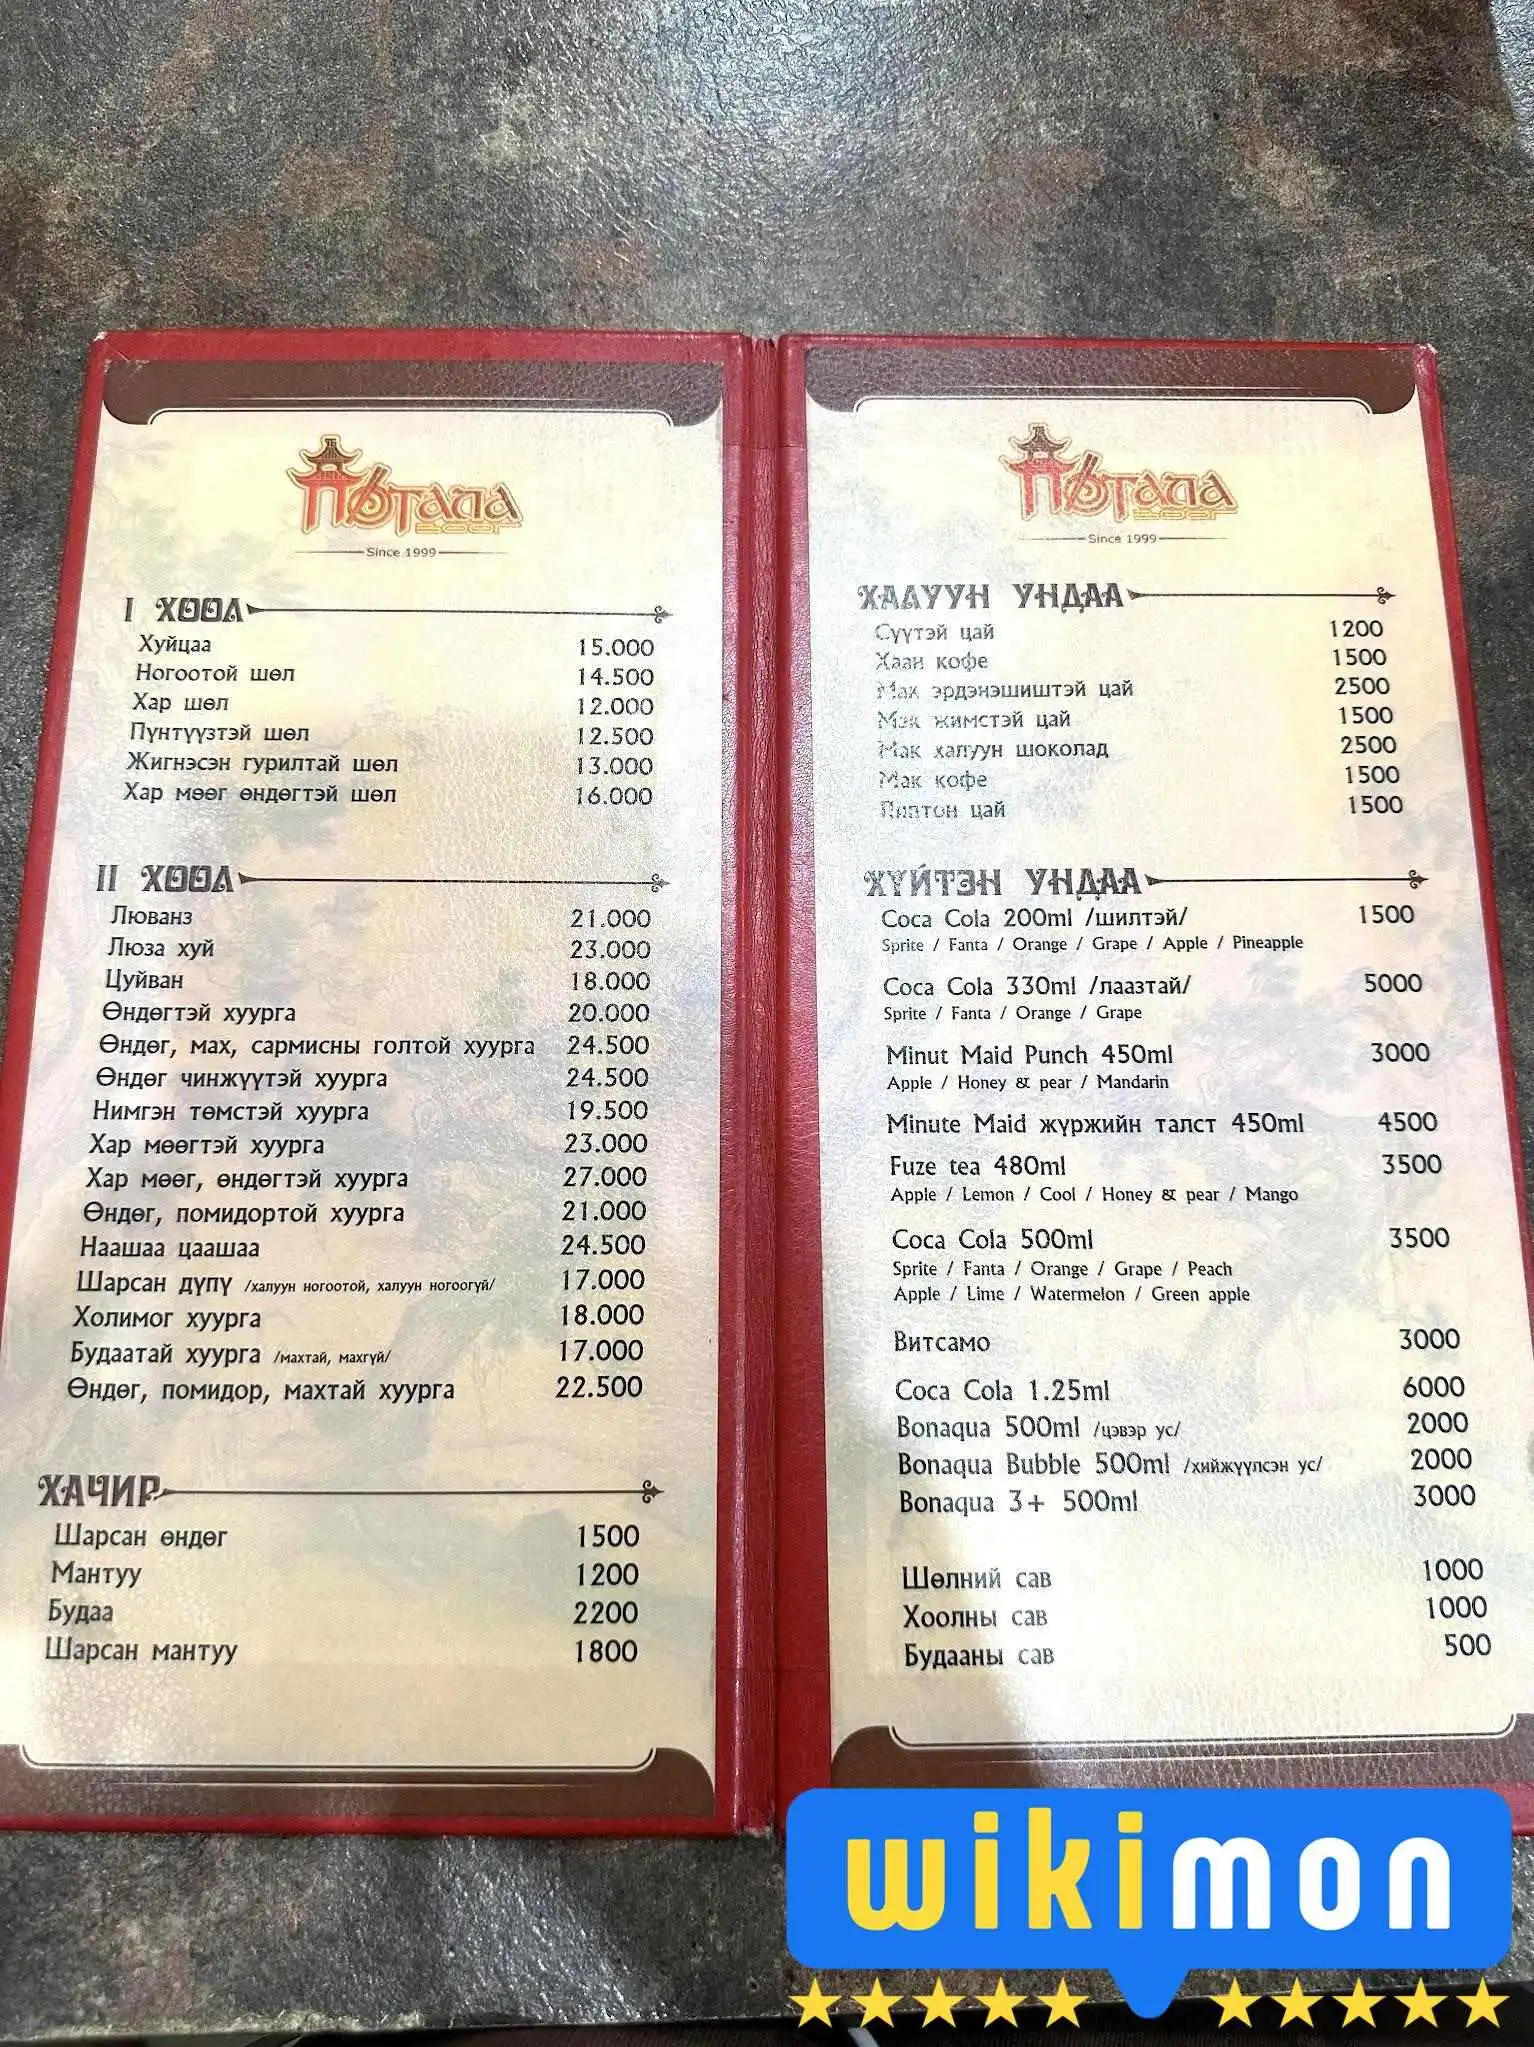 Потала
ZOOГ
Since 1999
I ХООЛ
Хуйцаа 15.000
Ногоотой шөл 14.500
Хар шөл 12.000
Пүнтүүзтэй шөл 12.500
Жигнэсэн гурилтай шөл 13.000
Хар мөөг өндөгтэй шөл 16.000
II ХООЛ
Люванз 21.000
Люза хуй 23.000
Цуйван 18.000
Өндөгтэй хуурга 20.000
Өндөг, мах, сармисны голтой хуурга 24.500
Өндөг чинжүүтэй хуурга 24.500
Нимгэн төмстэй хуурга 19.500
Хар мөөгтэй хуурга 23.000
Хар мөөг, өндөгтэй хуурга 27.000
Өндөг, помидортой хуурга 21.000
Наашаа цаашаа 24.500
Шарсан дүпү /халуун ногоотой, халуун ногоогүй/ 17.000
Холимог хуурга 18.000
Будаатай хуурга /махтай, махгүй/ 17.000
Өндөг, помидор, махтай хуурга 22.500
ХАЧИР
Шарсан өндөг 1500
Мантуу 1200
Будаа 2200
Шарсан мантуу 1800
Потала
ZOOГ
Since 1999
ХАЛУУН УНДАА
Сүүтэй цай 1200
Хаан кофе 1500
Мах эрдэнэшиштэй цай 2500
Мак жимстэй цай 1500
Мак халуун шоколад 2500
Мак кофе 1500
Липтон цай 1500
ХҮЙТЭН УНДАА
Coca Cola 200ml /шилтэй/ 1500
Sprite / Fanta / Orange / Grape / Apple / Pineapple
Coca Cola 330ml /лаазтай/ 5000
Sprite / Fanta / Orange / Grape
Minut Maid Punch 450ml 3000
Apple / Honey & pear / Mandarin
Minute Maid жүржийн талст 450ml 4500
Fuze tea 480ml 3500
Apple / Lemon / Cool / Honey & pear / Mango
Coca Cola 500ml 3500
Sprite / Fanta / Orange / Grape / Peach
Apple / Lime / Watermelon / Green apple
Витсамо 3000
Coca Cola 1.25ml 6000
Bonaqua 500ml /цэвэр ус/ 2000
Bonaqua Bubble 500ml /хийжүүлсэн ус/ 2000
Bonaqua 3+ 500ml 3000
Шөлний сав 1000
Хоолны сав 1000
Будааны сав 500
wikimon